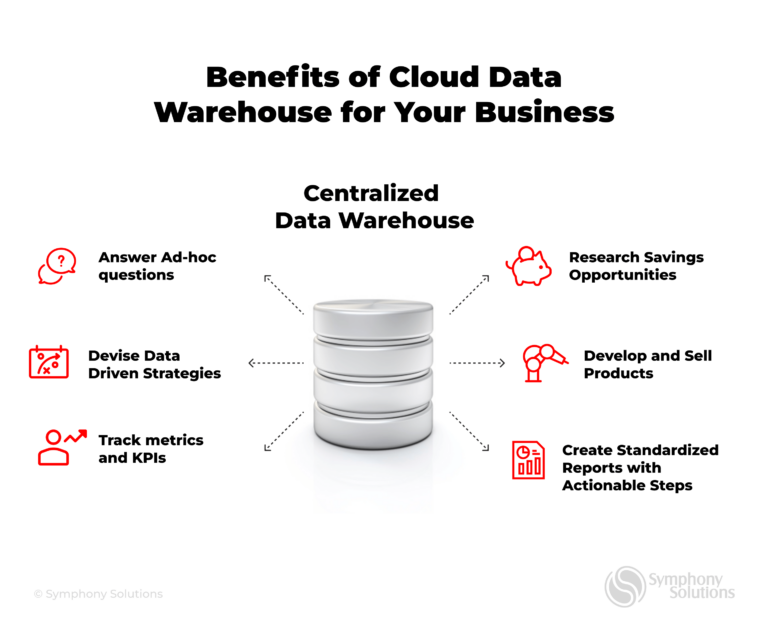 Benefits of Cloud Data
Warehouse for Your Business
Centralized
Data Warehouse
?
Answer Ad-hoc
questions
Devise Data
Driven Strategies
Track metrics
and KPIs
Research Savings
Opportunities
Develop and Sell
Products
Create Standardized
Reports with
Actionable Steps
© Symphony Solutions
Symphony
Solutions